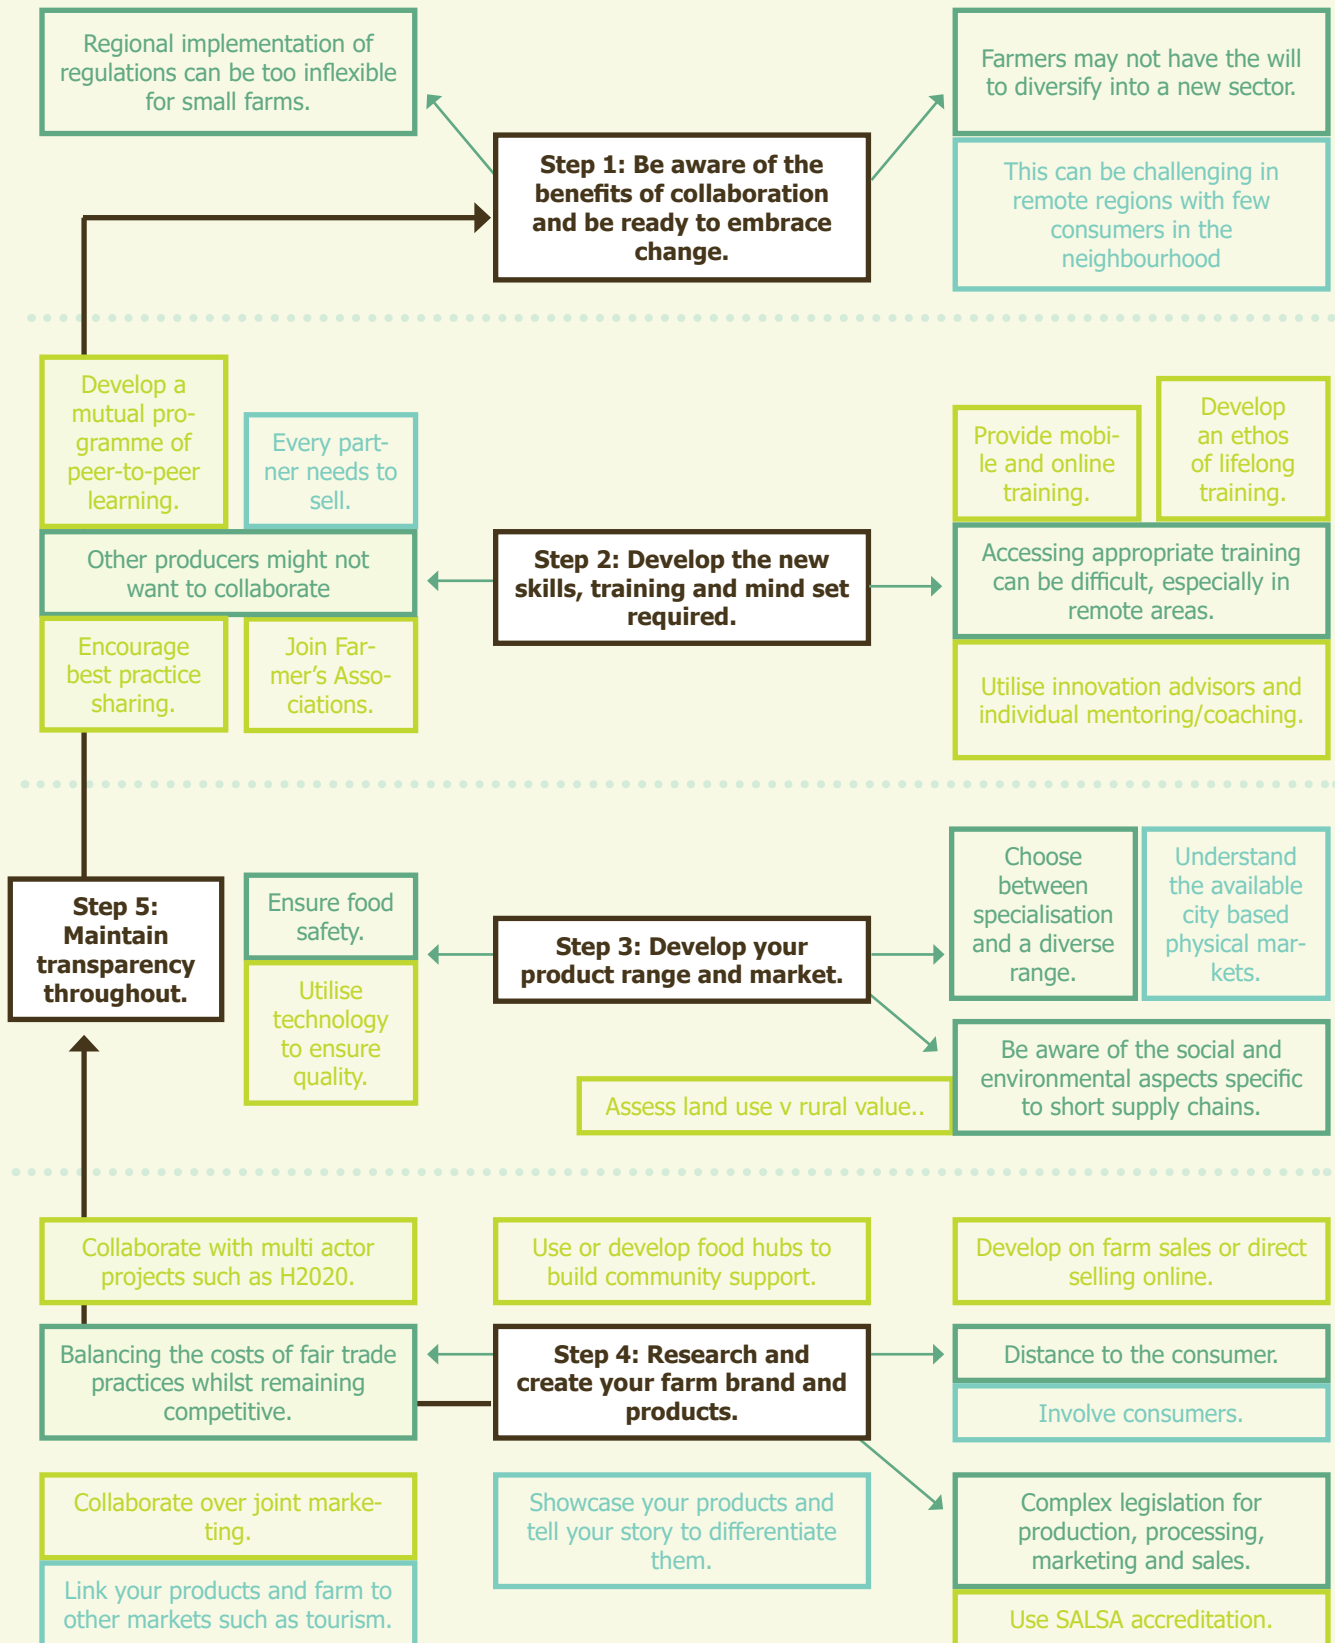 Regional implementation of
regulations can be too inflexible
for small farms.
Farmers may not have the will
to diversify into a new sector.
Step 1: Be aware of the
benefits of collaboration
and be ready to embrace
change.
This can be challenging in
remote regions with few
consumers in the
neighbourhood
Develop a
mutual pro-
gramme of
peer-to-peer
learning.
Every part-
ner needs to
sell.
Provide mobi-
le and online
training.
Develop
an ethos
of lifelong
training.
Other producers might not
want to collaborate
Step 2: Develop the new
skills, training and mind set
required.
Accessing appropriate training
can be difficult, especially in
remote areas.
Encourage
best practice
sharing.
Join Far-
mer’s Asso-
ciations.
Utilise innovation advisors and
individual mentoring/coaching.
Step 5:
Maintain
transparency
throughout.
Ensure food
safety.
Utilise
technology
to ensure
quality.
Step 3: Develop your
product range and market.
Choose
between
specialisation
and a diverse
range.
Understand
the available
city based
physical mar-
kets.
Assess land use v rural value..
Be aware of the social and
environmental aspects specific
to short supply chains.
Collaborate with multi actor
projects such as H2020.
Use or develop food hubs to
build community support.
Develop on farm sales or direct
selling online.
Balancing the costs of fair trade
practices whilst remaining
competitive.
Step 4: Research and
create your farm brand and
products.
Distance to the consumer.
Involve consumers.
Collaborate over joint marke-
ting.
Link your products and farm to
other markets such as tourism.
Showcase your products and
tell your story to differentiate
them.
Complex legislation for
production, processing,
marketing and sales.
Use SALSA accreditation.